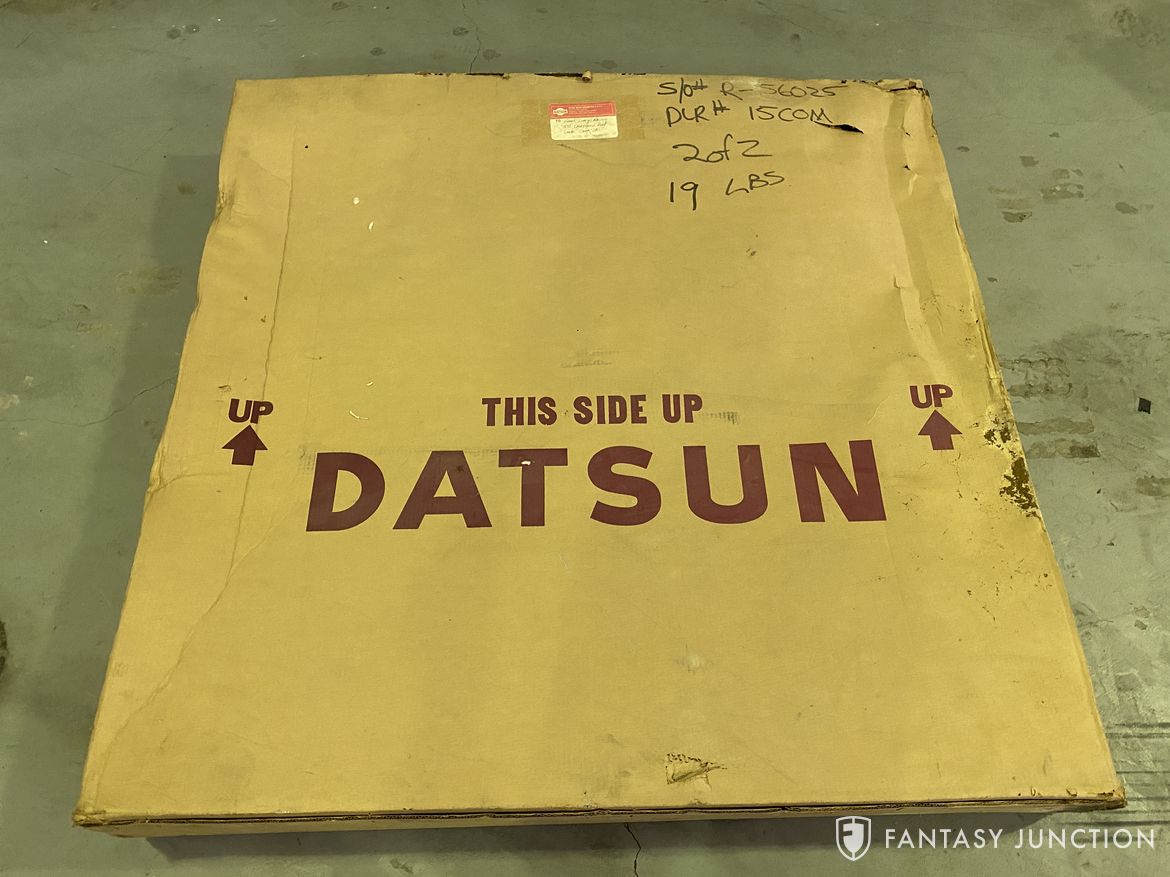 S/O# R-56025
DLR# 15COM
2 of 2
19 LBS
UP
THIS SIDE UP
UP
DATSUN
FANTASY JUNCTION